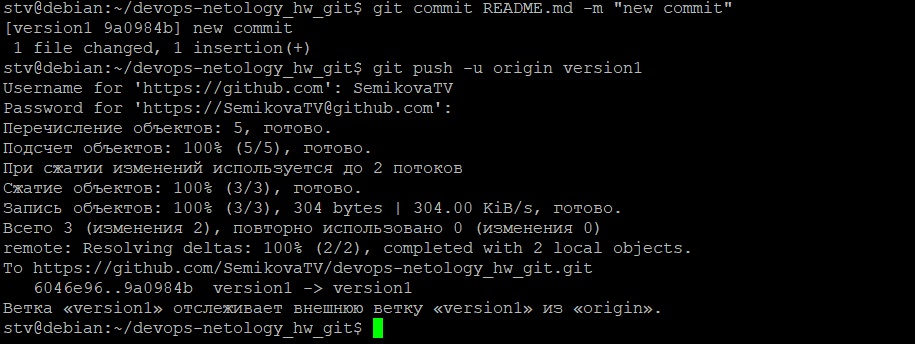 stv@debian:~/devops-netology_hw_git$ git commit README.md -m "new commit"
[version1 9a0984b] new commit
 1 file changed, 1 insertion(+)
stv@debian:~/devops-netology_hw_git$ git push -u origin version1
Username for 'https://github.com': SemikovaTV
Password for 'https://SemikovaTV@github.com':
Перечисление объектов: 5, готово.
Подсчет объектов: 100% (5/5), готово.
При сжатии изменений используется до 2 потоков
Сжатие объектов: 100% (3/3), готово.
Запись объектов: 100% (3/3), 304 bytes | 304.00 KiB/s, готово.
Всего 3 (изменения 2), повторно использовано 0 (изменения 0)
remote: Resolving deltas: 100% (2/2), completed with 2 local objects.
To https://github.com/SemikovaTV/devops-netology_hw_git.git
   6046e96..9a0984b  version1 -> version1
Ветка «version1» отслеживает внешнюю ветку «version1» из «origin».
stv@debian:~/devops-netology_hw_git$